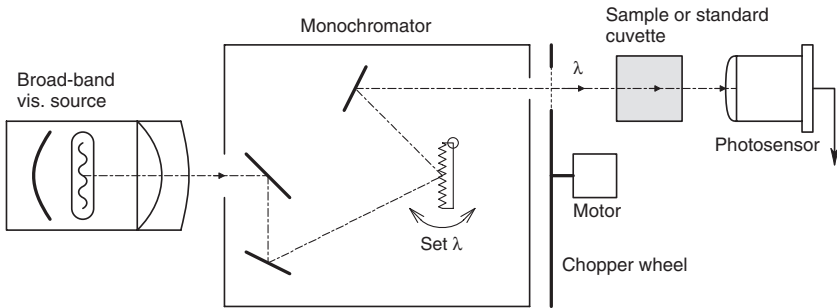 Monochromator
Sample or standard
cuvette
Broad-band
vis. source
λ
Photosensor
Motor
Set λ
Chopper wheel